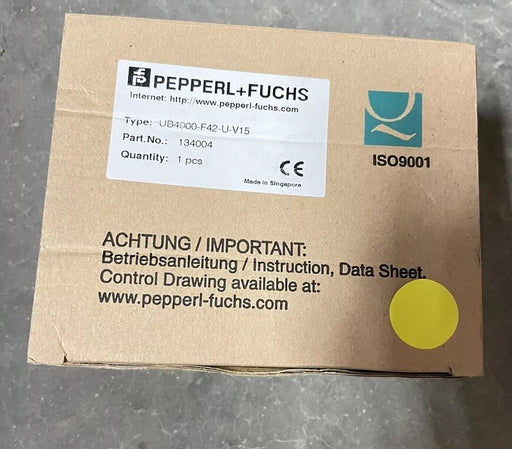 PEPPERL+FUCHS
Internet: http://www.pepperl-fuchs.com
Type: UB4000-F42-U-V15
Part.No.: 134004
Quantity: 1 pcs
CE
Made in Singapore
ISO9001
ACHTUNG / IMPORTANT:
Betriebsanleitung / Instruction, Data Sheet.
Control Drawing available at:
www.pepperl-fuchs.com